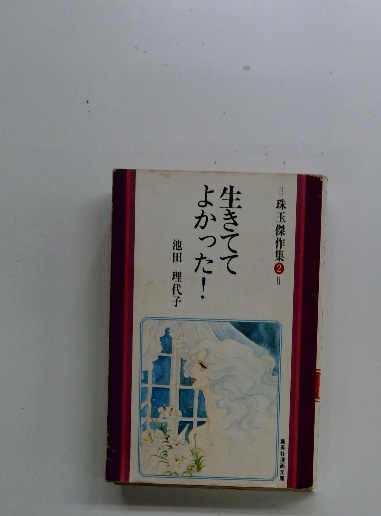 珠玉傑作集2
生きてて
よかった!
池田 理代子
集英社漫画文庫